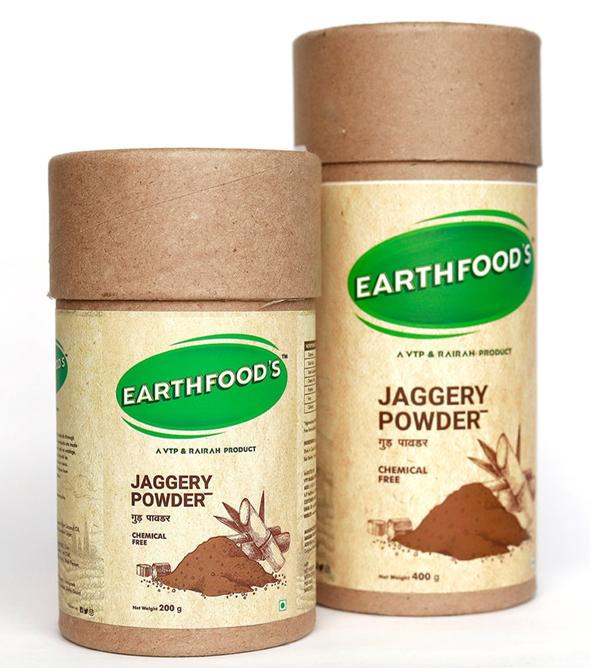 EARTHFOOD'S™
A VTP & RAIRAH PRODUCT
JAGGERY
POWDER
गुड़ पावडर
CHEMICAL
FREE
Net Weight 200 g
EARTHFOOD'S
A VTP & RAIRAH PRODUCT
JAGGERY
POWDER
गुड़ पावडर
CHEMICAL
FREE
Net Weight 400 g